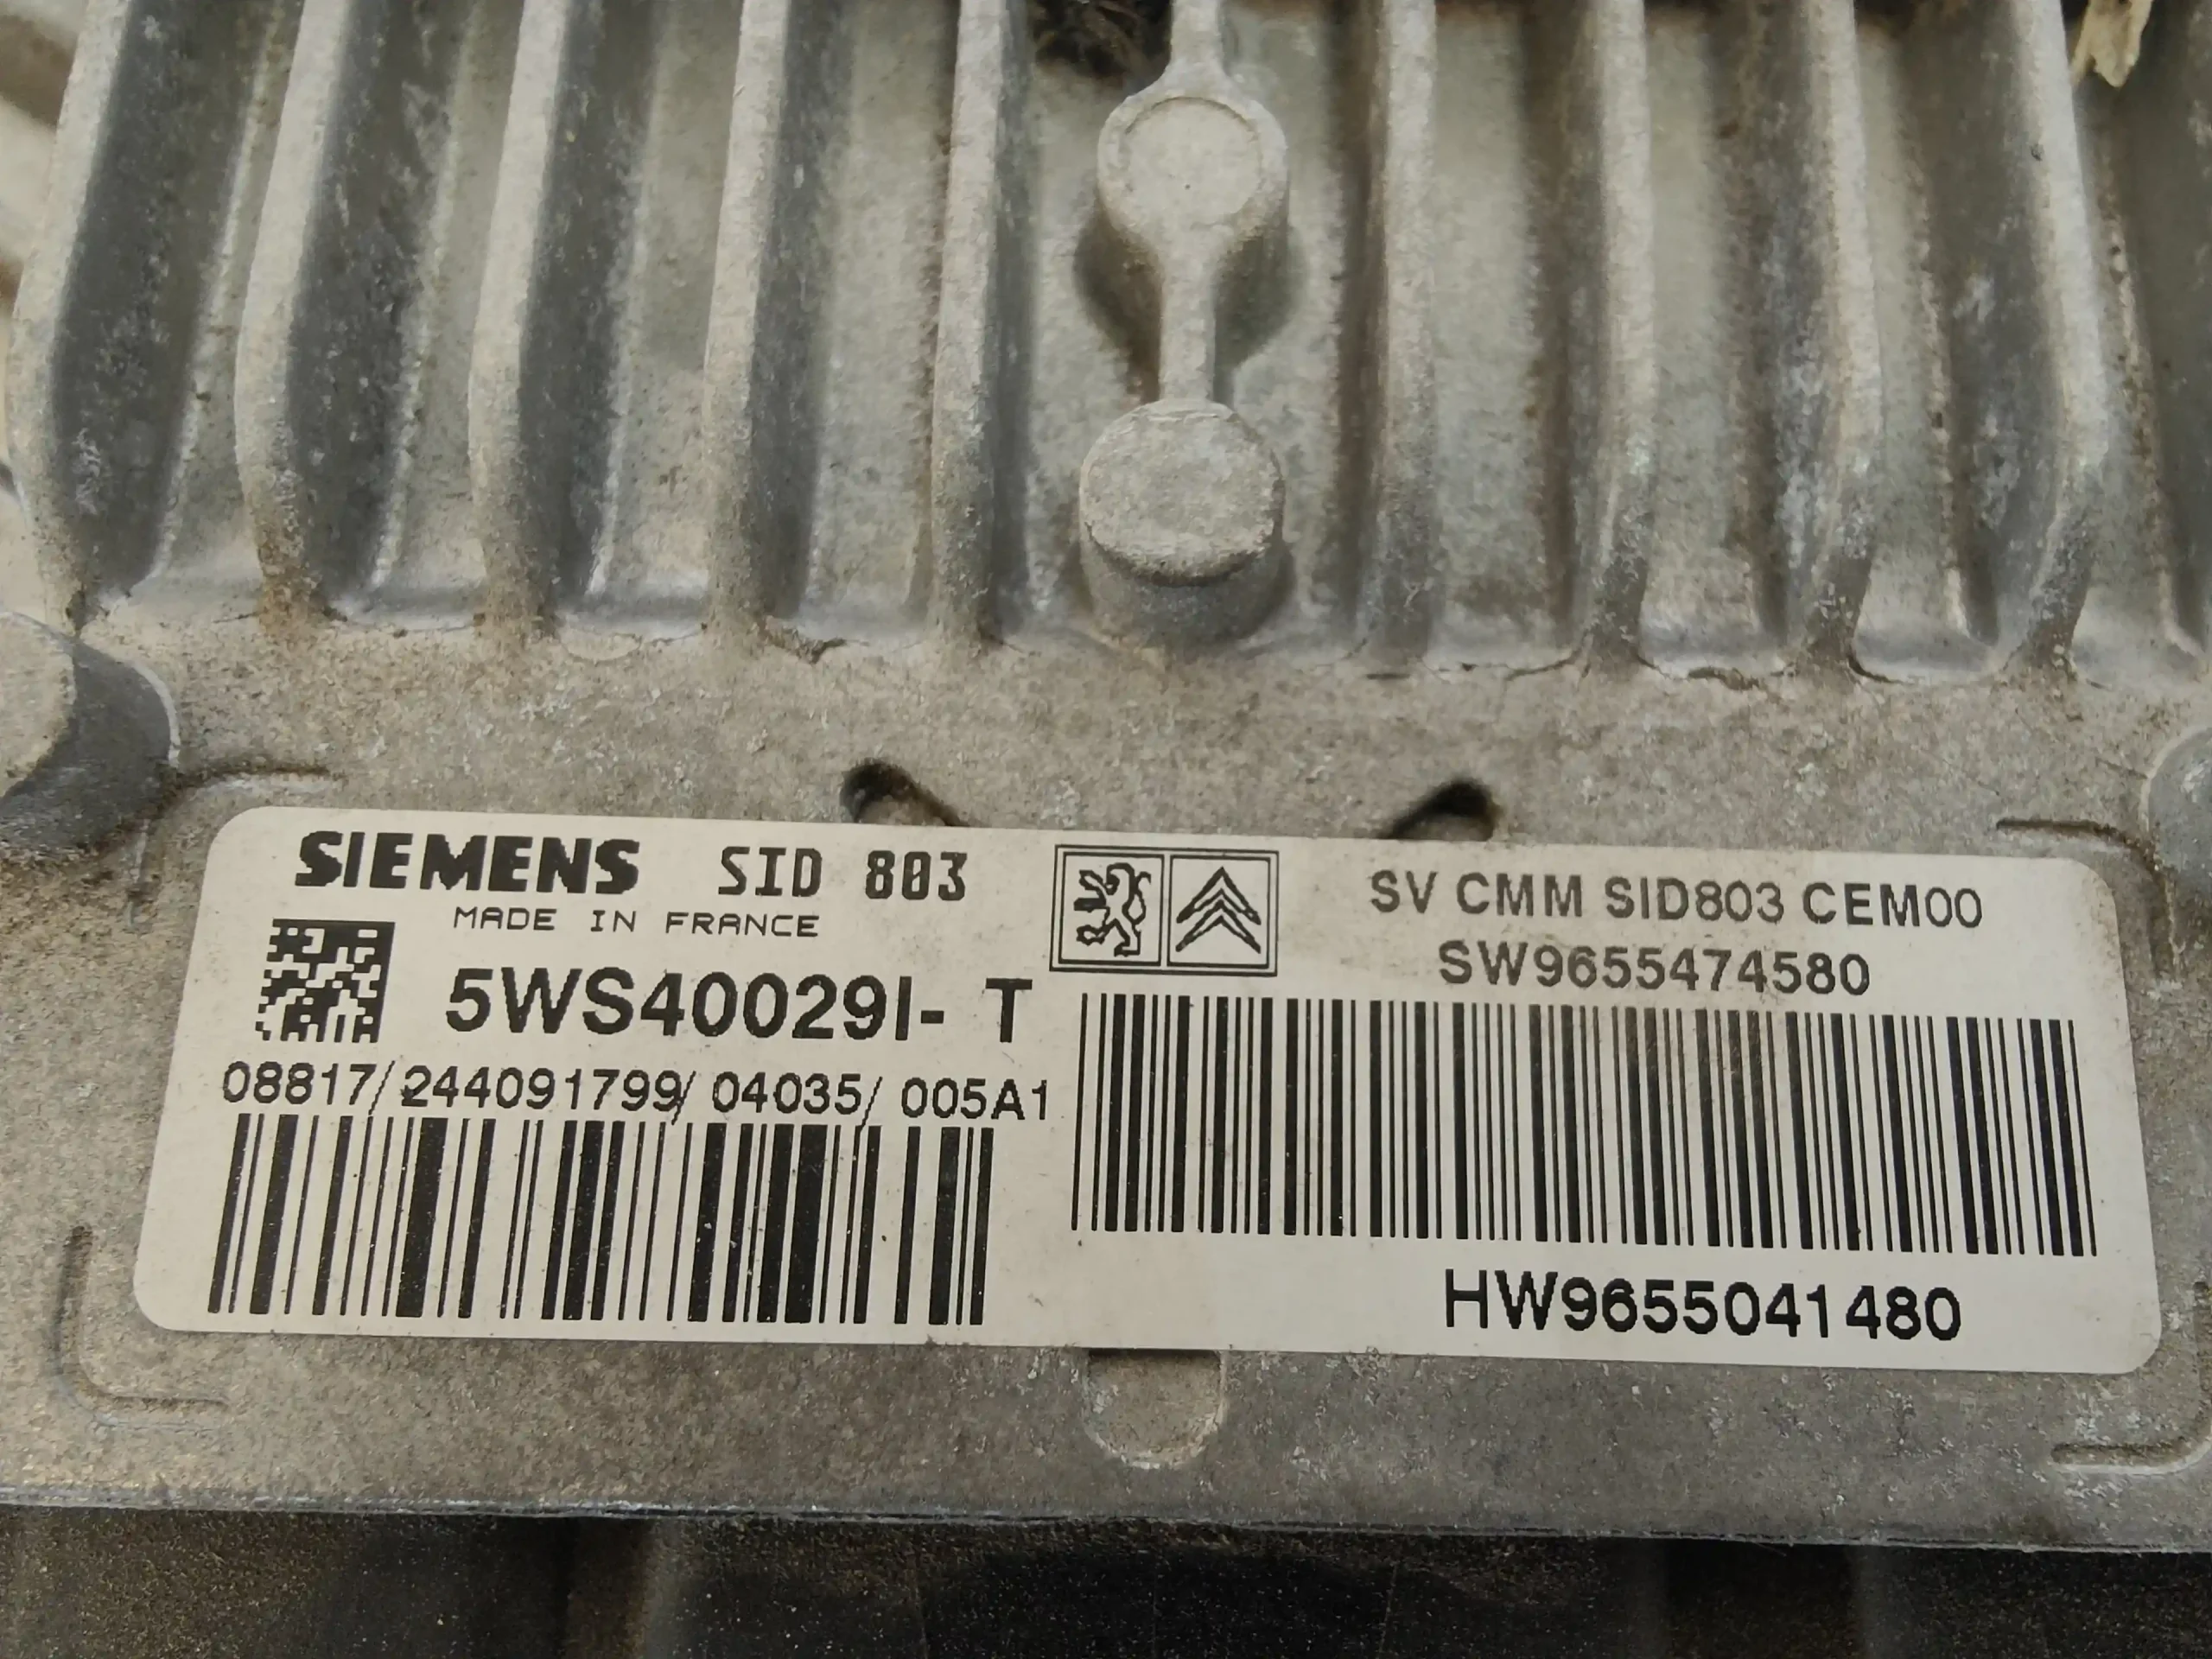 SIEMENS SID 803
MADE IN FRANCE
5WS40029I- T
08817/244091799/04035/005A1
SV CMM SID803 CEM00
SW9655474580
HW9655041480